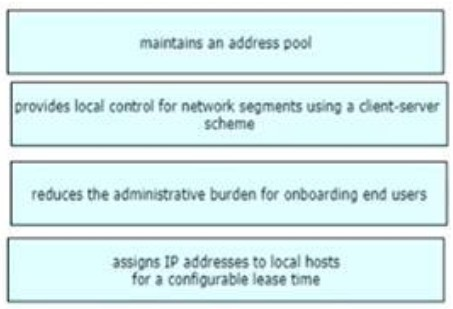 maintains an address pool
provides local control for network segments using a client-server
scheme
reduces the administrative burden for onboarding end users
assigns IP addresses to local hosts
for a configurable lease time